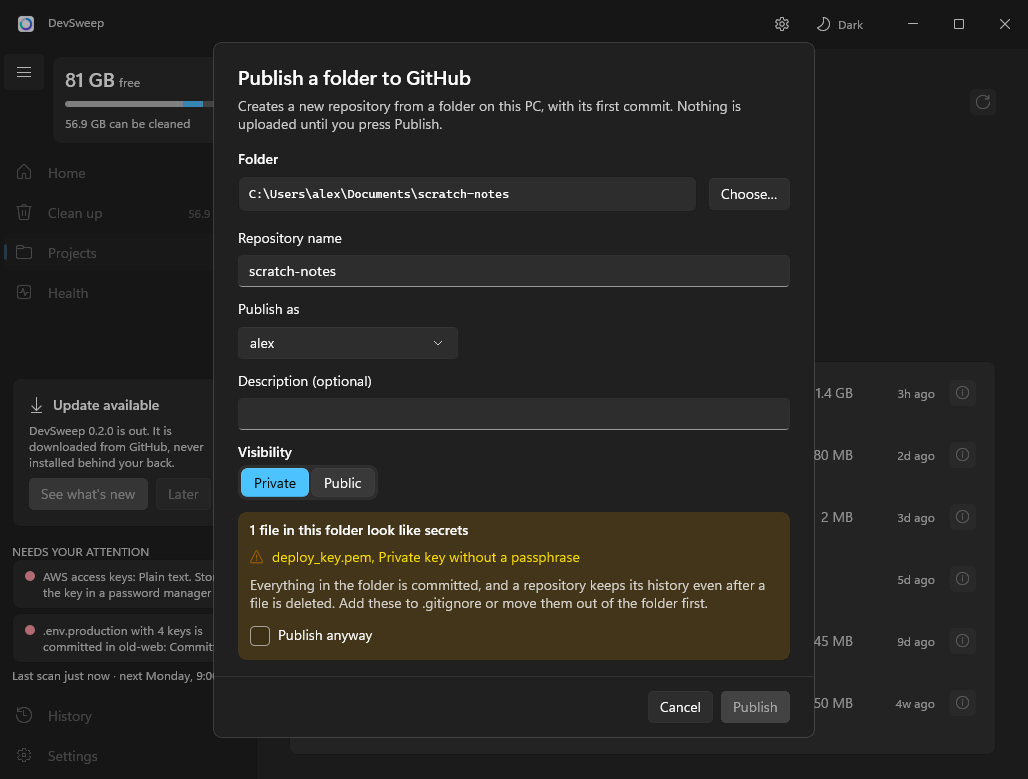 DevSweep
Dark
81 GB free
56.9 GB can be cleaned
Home
Clean up 56.9
Projects
Health
Update available
DevSweep 0.2.0 is out. It is
downloaded from GitHub, never
installed behind your back.
See what's new
Later
NEEDS YOUR ATTENTION
AWS access keys: Plain text. Sto
the key in a password manager
.env.production with 4 keys is
committed in old-web: Commit
Last scan just now · next Monday, 9:0
History
Settings
Publish a folder to GitHub
Creates a new repository from a folder on this PC, with its first commit. Nothing is
uploaded until you press Publish.
Folder
C:\Users\alex\Documents\scratch-notes
Choose...
Repository name
scratch-notes
Publish as
alex
Description (optional)
Visibility
Private
Public
1 file in this folder look like secrets
deploy_key.pem, Private key without a passphrase
Everything in the folder is committed, and a repository keeps its history even after a
file is deleted. Add these to .gitignore or move them out of the folder first.
Publish anyway
Cancel
Publish
1.4 GB 3h ago
80 MB 2d ago
2 MB 3d ago
5d ago
45 MB 9d ago
50 MB 4w ago